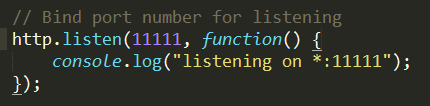 // Bind port number for listening
http.listen(11111, function() {
    console.log("listening on *:11111");
});